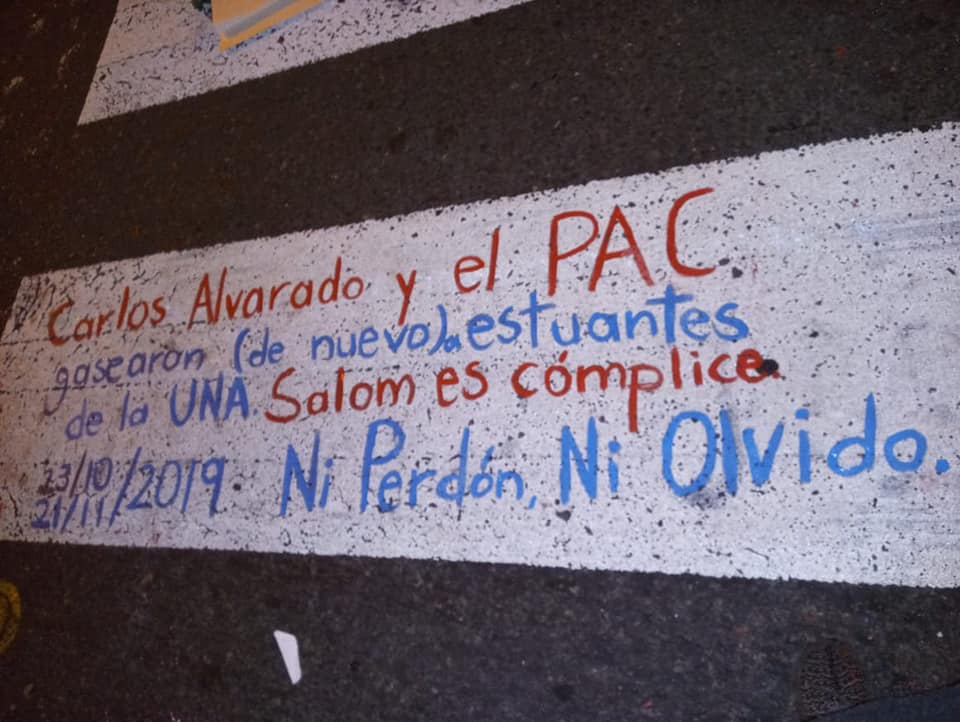 Carlos Alvarado y el PAC
gasearon (de nuevo) a estuantes
de la UNA. Salom es cómplice.
23/10
21/11/2019. Ni Perdón, Ni Olvido.